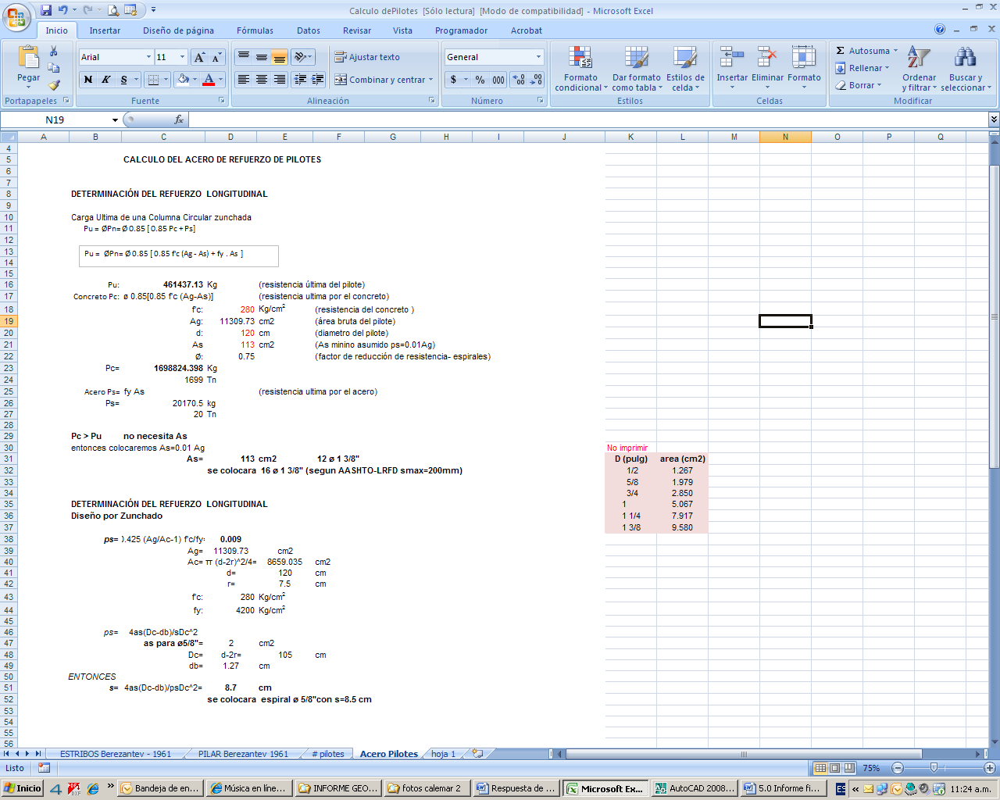 Calculo dePilotes [Sólo lectura] [Modo de compatibilidad] - Microsoft Excel
Inicio Insertar Diseño de página Fórmulas Datos Revisar Vista Programador Acrobat
Pegar
Portapapeles
Arial 11
N K S
Fuente
Ajustar texto
Combinar y centrar
Alineación
General
$ % 000
Número
Formato condicional
Dar formato como tabla
Estilos de celda
Estilos
Insertar Eliminar Formato
Celdas
Autosuma
Rellenar
Borrar
Ordenar y filtrar
Buscar y seleccionar
Modificar
N19 fx
A B C D E F G H I J K L M N O P Q
4
5 CALCULO DEL ACERO DE REFUERZO DE PILOTES
6
7
8 DETERMINACIÓN DEL REFUERZO LONGITUDINAL
9
10 Carga Ultima de una Columna Circular zunchada
11 Pu = ØPn= Ø 0.85 [ 0.85 Pc + Ps]
12
13 Pu = ØPn= Ø 0.85 [ 0.85 f'c (Ag - As) + fy . As ]
14
15
16 Pu: 461437.13 Kg (resistencia última del pilote)
17 Concreto Pc: ø 0.85[0.85 f'c (Ag-As)] (resistencia ultima por el concreto)
18 f'c: 280 Kg/cm2 (resistencia del concreto )
19 Ag: 11309.73 cm2 (área bruta del pilote)
20 d: 120 cm (diametro del pilote)
21 As 113 cm2 (As minino asumido ps=0.01Ag)
22 Ø: 0.75 (factor de reducción de resistencia- espirales)
23 Pc= 1698824.398 Kg
24 1699 Tn
25 Acero Ps= fy As (resistencia ultima por el acero)
26 Ps= 20170.5 kg
27 20 Tn
28
29 Pc > Pu no necesita As
30 entonces colocaremos As=0.01 Ag No imprimir
31 As= 113 cm2 12 ø 1 3/8" D (pulg) area (cm2)
32 se colocara 16 ø 1 3/8" (segun AASHTO-LRFD smax=200mm) 1/2 1.267
33 5/8 1.979
34 3/4 2.850
35 DETERMINACIÓN DEL REFUERZO LONGITUDINAL 1 5.067
36 Diseño por Zunchado 1 1/4 7.917
37 1 3/8 9.580
38 ps= 0.425 (Ag/Ac-1) f'c/fy: 0.009
39 Ag= 11309.73 cm2
40 Ac= π (d-2r)^2/4= 8659.035 cm2
41 d= 120 cm
42 r= 7.5 cm
43 f'c: 280 Kg/cm2
44 fy: 4200 Kg/cm2
45
46 ps= 4as(Dc-db)/sDc^2
47 as para ø5/8"= 2 cm2
48 Dc= d-2r= 105 cm
49 db= 1.27 cm
50 ENTONCES
51 s= 4as(Dc-db)/psDc^2= 8.7 cm
52 se colocara espiral ø 5/8"con s=8.5 cm
53
54
55
56
ESTRIBOS Berezantev - 1961 PILAR Berezantev 1961 # pilotes Acero Pilotes hoja 1
Listo 75%
Inicio Bandeja de en... Música en líne... INFORME GEO... fotos calemar 2 Respuesta de ... Microsoft Ex... AutoCAD 2008... 5.0 Informe fi... ES « 11:24 a.m.